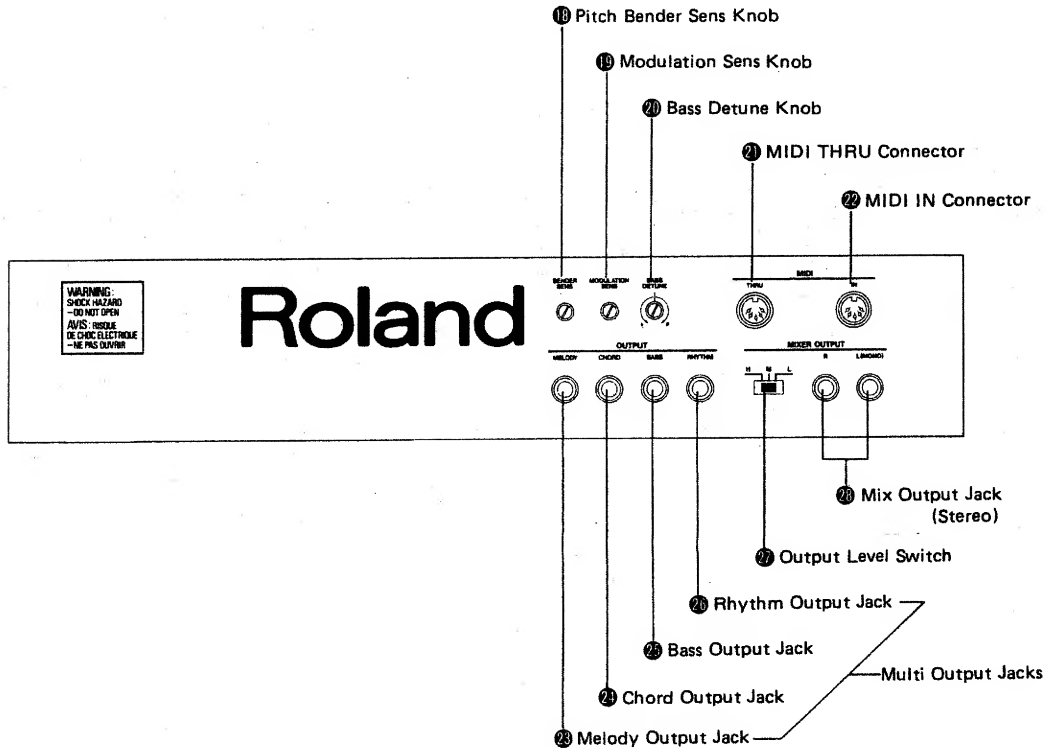 18 Pitch Bender Sens Knob
19 Modulation Sens Knob
20 Bass Detune Knob
21 MIDI THRU Connector
22 MIDI IN Connector
WARNING:
SHOCK HAZARD
–DO NOT OPEN
AVIS: RISQUE
DE CHOC ELECTRIQUE
–NE PAS OUVRIR
Roland
BENDER
SENS
MODULATION
SENS
BASS
DETUNE
MIDI
THRU
IN
OUTPUT
MELODY
CHORD
BASS
RHYTHM
MIXER OUTPUT
H M L
R
L(MONO)
28 Mix Output Jack
(Stereo)
27 Output Level Switch
26 Rhythm Output Jack
25 Bass Output Jack
Multi Output Jacks
24 Chord Output Jack
23 Melody Output Jack